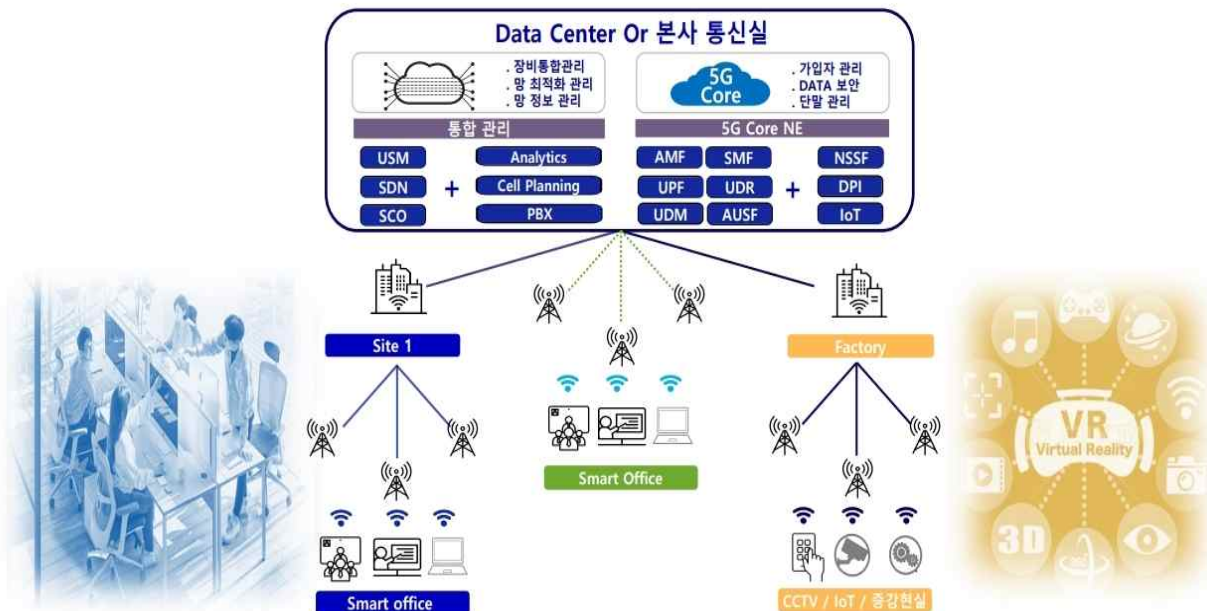 Data Center Or 본사 통신실
. 장비통합관리
. 망 최적화 관리
. 망 정보 관리
5G
Core
. 가입자 관리
. DATA 보안
. 단말 관리
통합 관리
5G Core NE
USM
SDN
SCO
+
Analytics
Cell Planning
PBX
AMF
SMF
UPF
UDR
UDM
AUSF
+
NSSF
DPI
IoT
Site 1
Factory
Smart Office
Smart office
CCTV / IoT / 증강현실
VR
Virtual Reality
3D